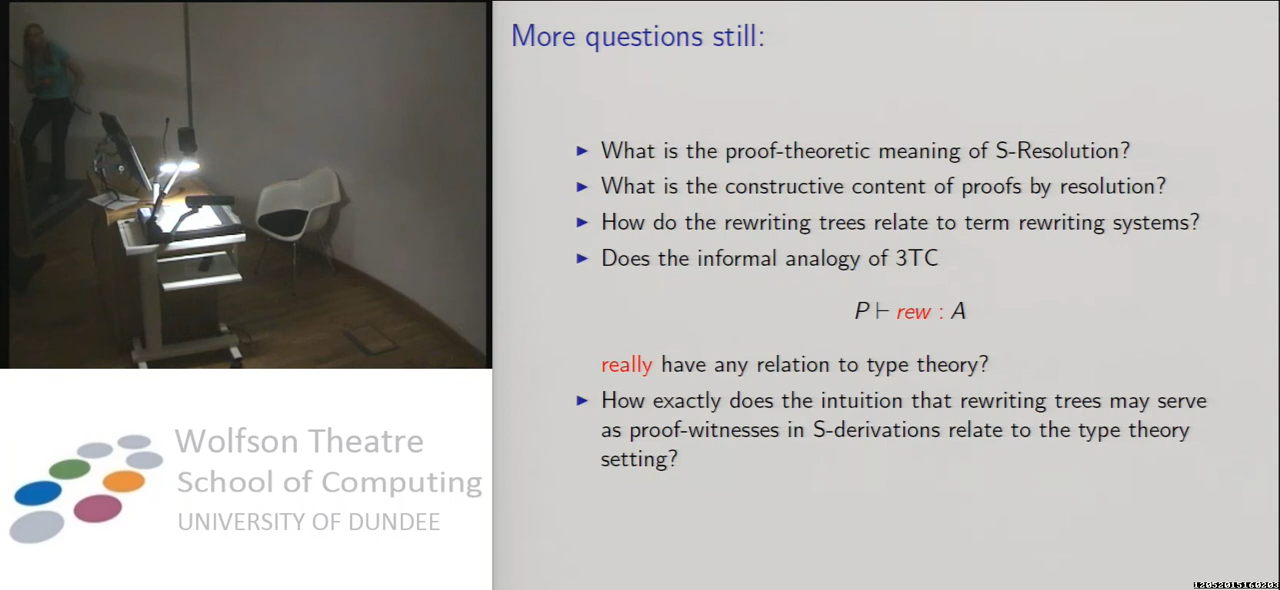 More questions still:
What is the proof-theoretic meaning of S-Resolution?
What is the constructive content of proofs by resolution?
How do the rewriting trees relate to term rewriting systems?
Does the informal analogy of 3TC
P ⊢ rew : A
really have any relation to type theory?
How exactly does the intuition that rewriting trees may serve
as proof-witnesses in S-derivations relate to the type theory
setting?
Wolfson Theatre
School of Computing
UNIVERSITY OF DUNDEE